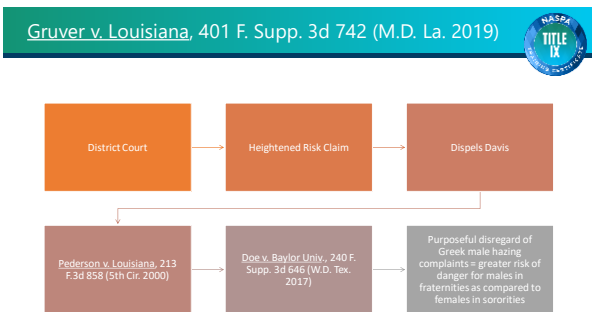 Gruver v. Louisiana, 401 F. Supp. 3d 742 (M.D. La. 2019)
NASPA
TITLE
IX
TRAINING CERTIFICATE
District Court
Heightened Risk Claim
Dispels Davis
Pederson v. Louisiana, 213
F.3d 858 (5th Cir. 2000)
Doe v. Baylor Univ., 240 F.
Supp. 3d 646 (W.D. Tex.
2017)
Purposeful disregard of
Greek male hazing
complaints = greater risk of
danger for males in
fraternities as compared to
females in sororities